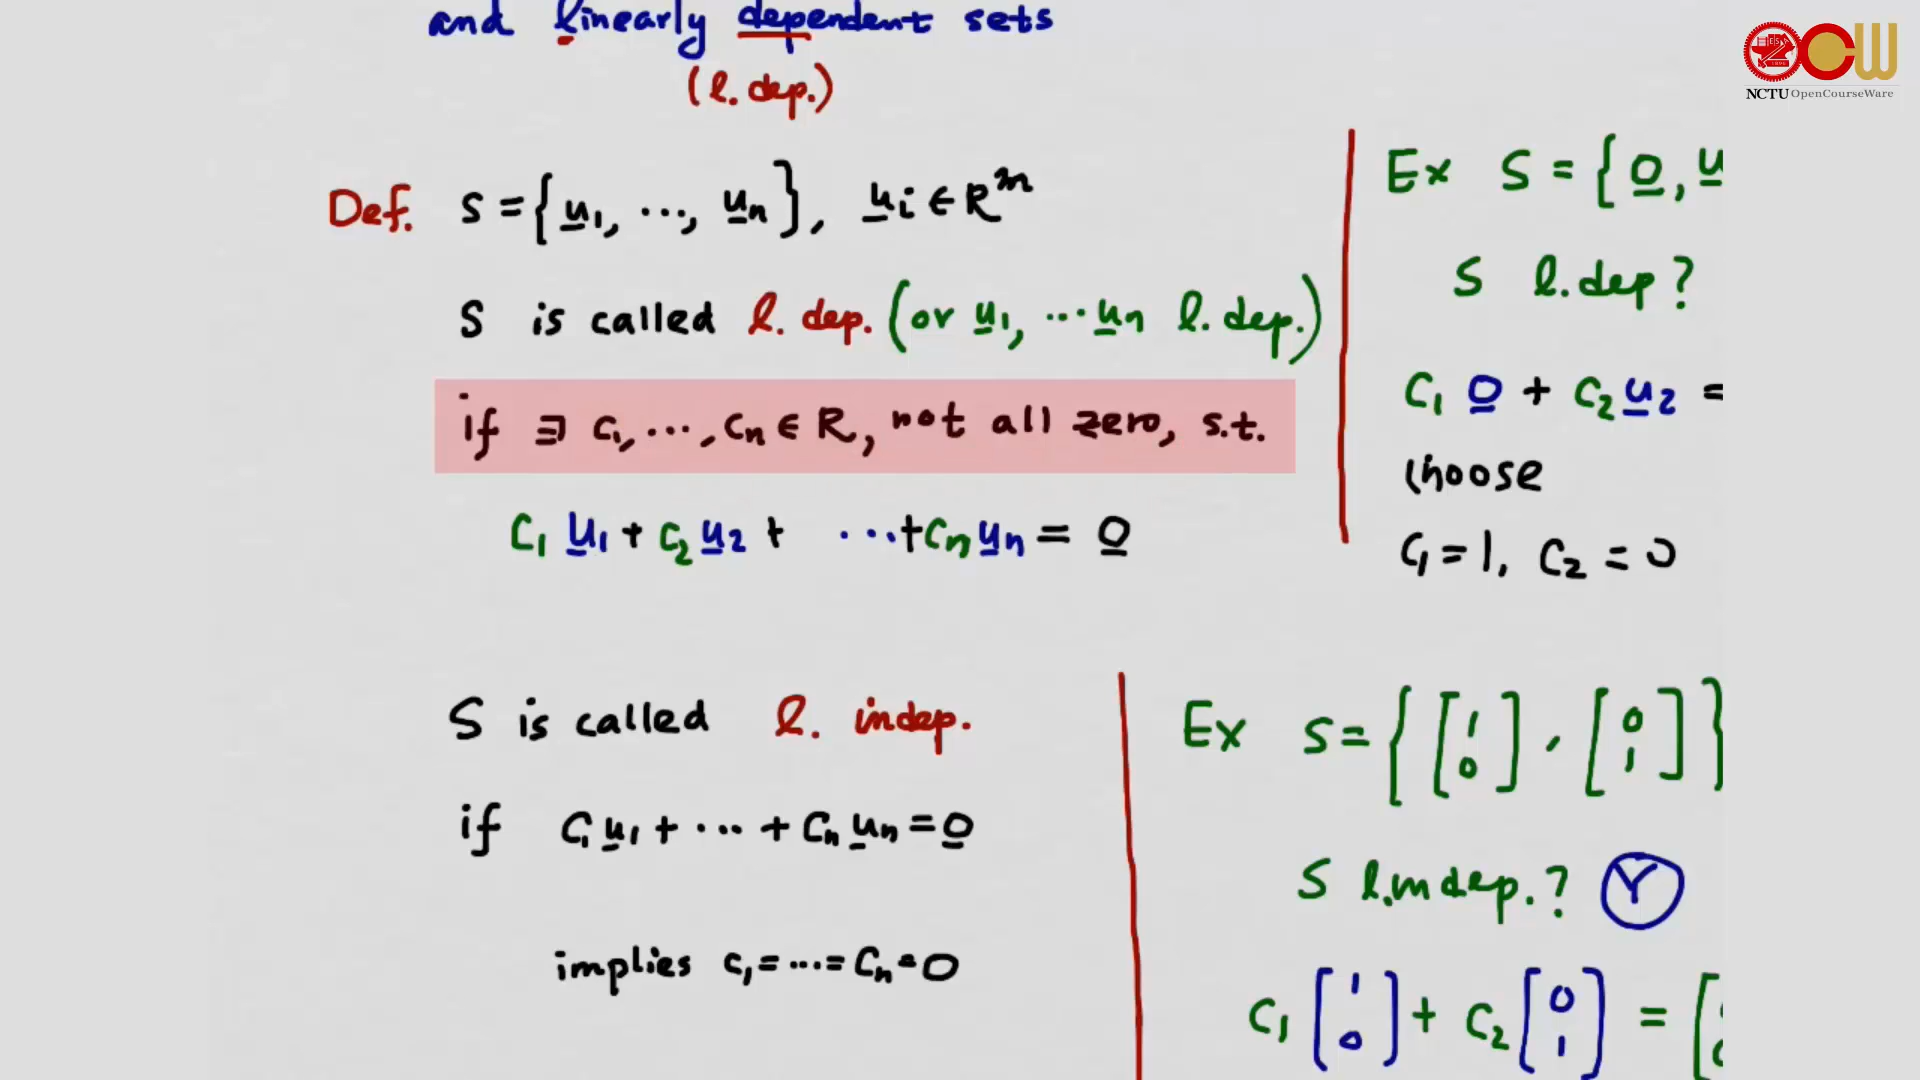 and linearly dependent sets
(l. dep.)
Def. S = {u1, ..., un}, ui ∈ R^m
S is called l. dep. (or u1, ... un l. dep.)
if ∃ c1, ..., cn ∈ R, not all zero, s.t.
c1 u1 + c2 u2 + ... + cn un = 0
S is called l. indep.
if c1 u1 + ... + cn un = 0
implies c1 = ... = cn = 0
Ex S = {0, u
S l. dep?
c1 0 + c2 u2 =
choose
c1 = 1, c2 = 0
Ex S = { [1 0], [0 1] }
S l. indep.? Y
c1 [1 0] + c2 [0 1] = [
NCTU OpenCourseWare
OCW